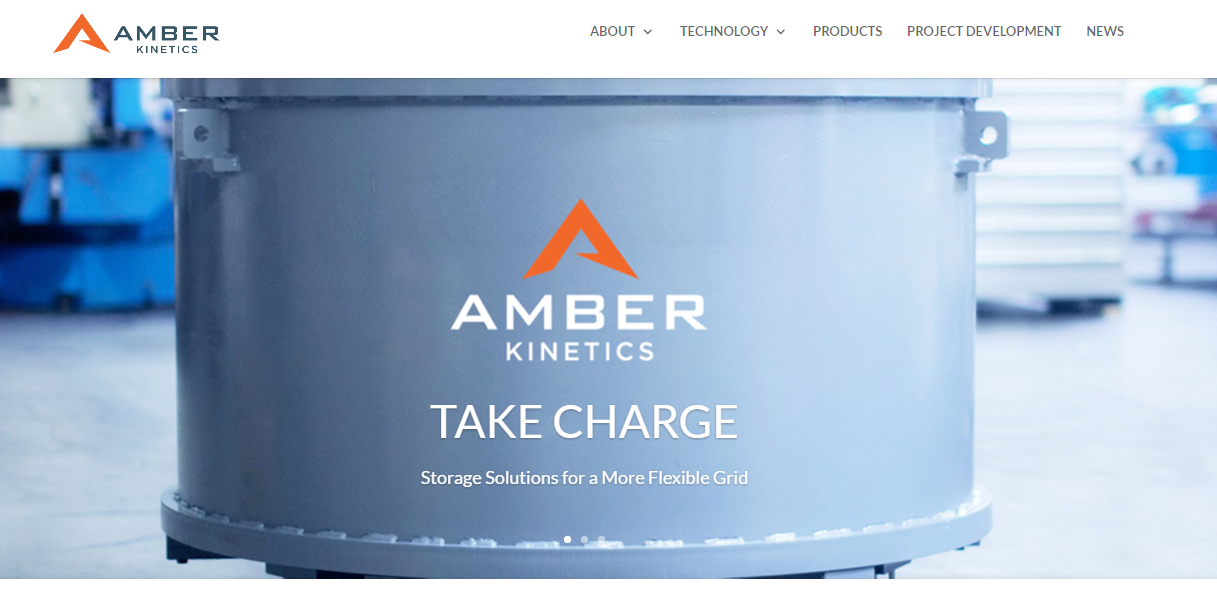 AMBER
KINETICS
ABOUT TECHNOLOGY PRODUCTS PROJECT DEVELOPMENT NEWS
AMBER
KINETICS
TAKE CHARGE
Storage Solutions for a More Flexible Grid